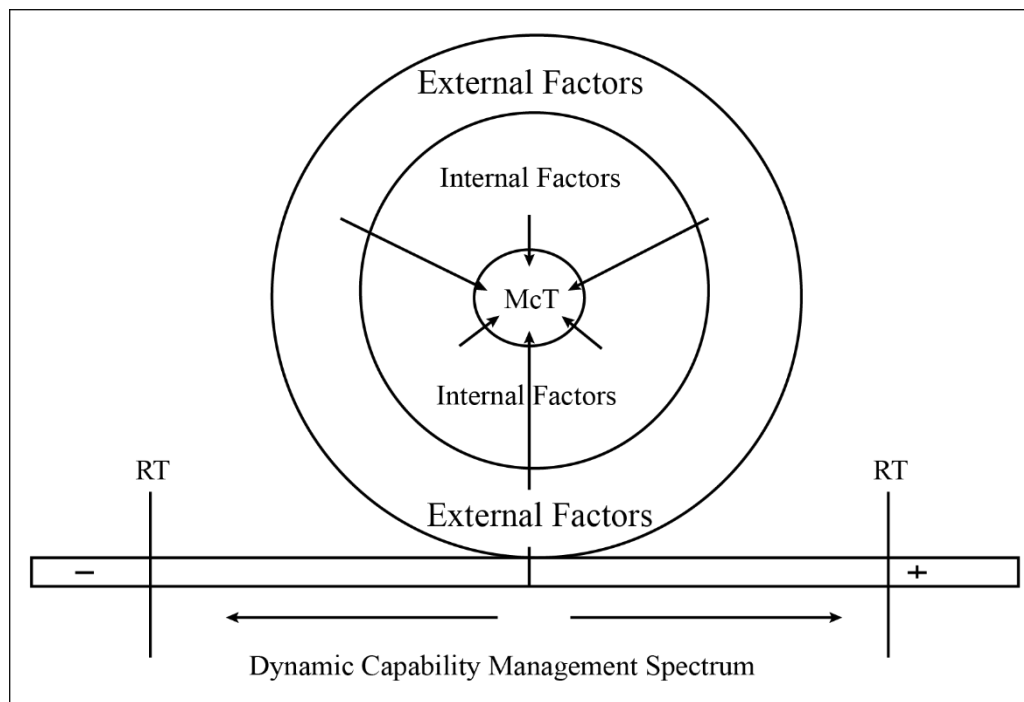 External Factors
Internal Factors
McT
Internal Factors
RT
RT
External Factors
− +
Dynamic Capability Management Spectrum